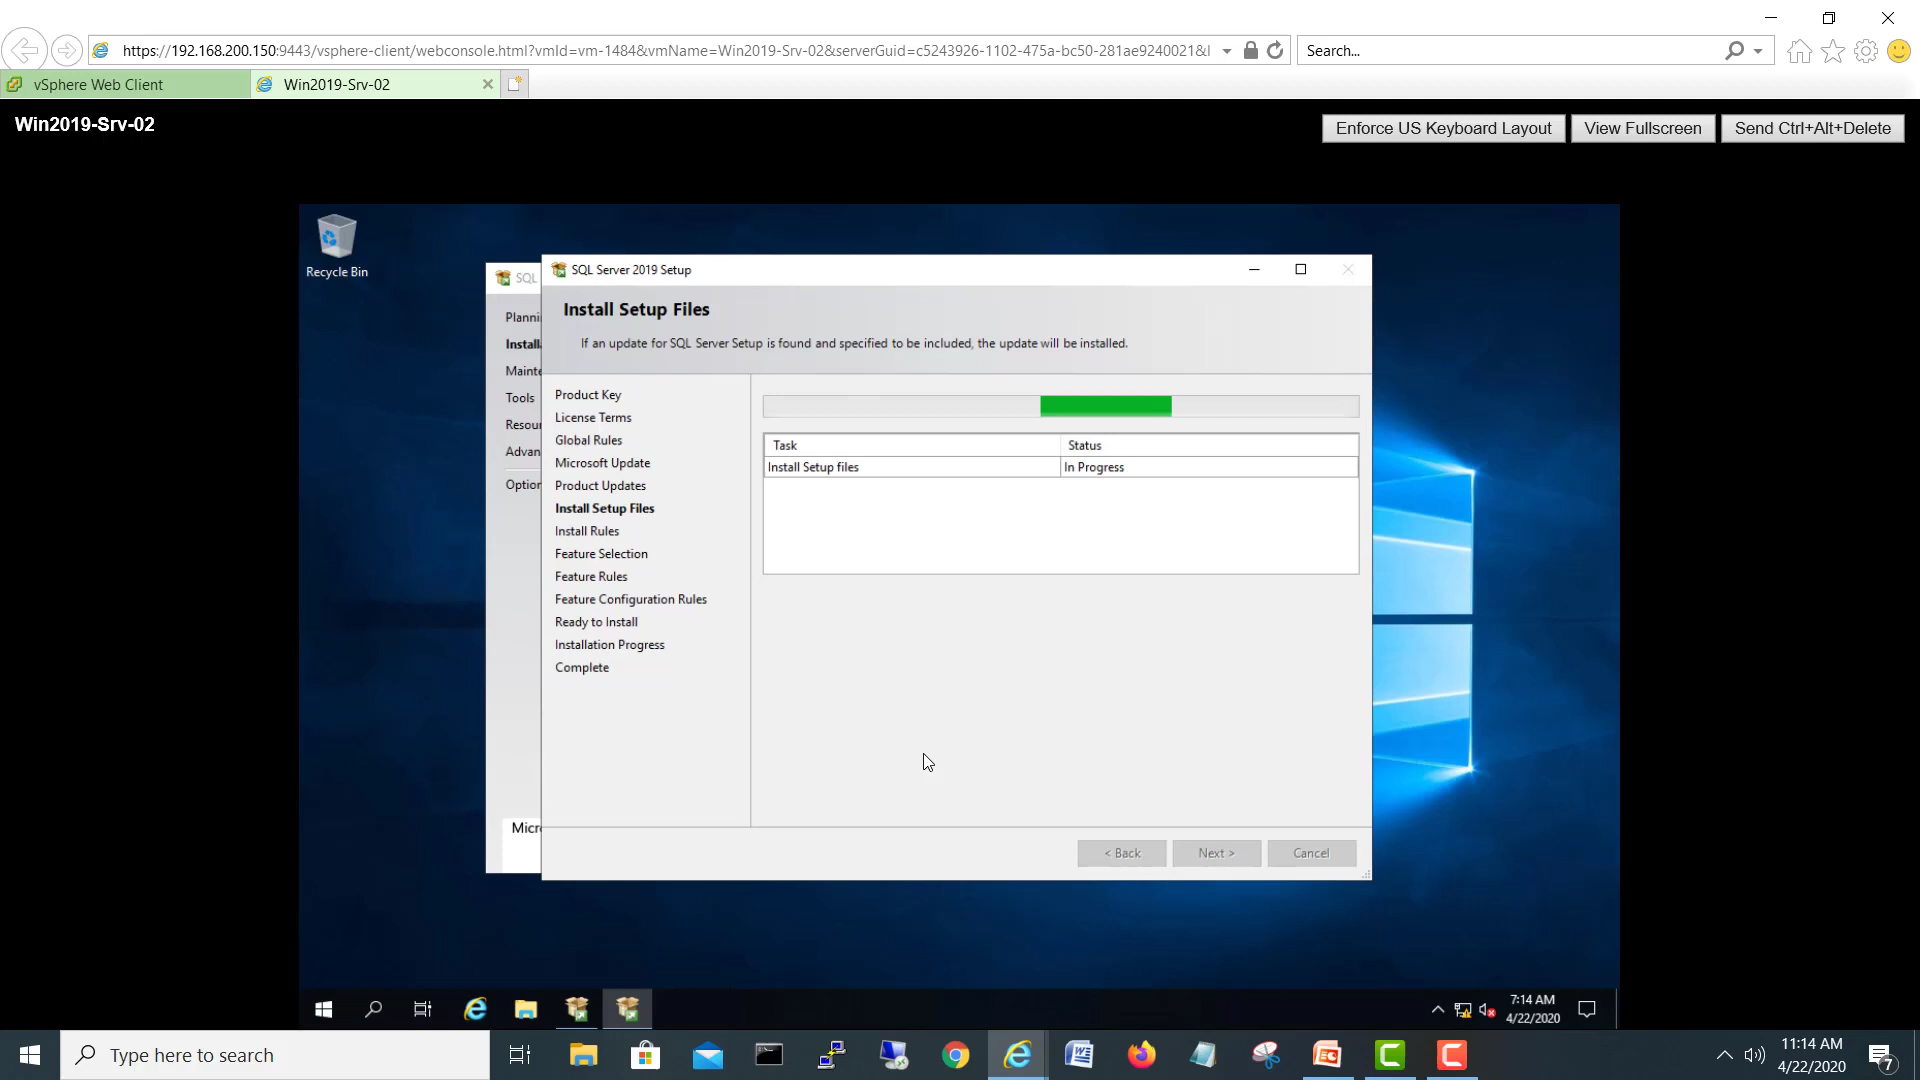 https://192.168.200.150:9443/vsphere-client/webconsole.html?vmId=vm-1484&vmName=Win2019-Srv-02&serverGuid=c5243926-1102-475a-bc50-281ae9240021&l
Search...
vSphere Web Client
Win2019-Srv-02
Win2019-Srv-02
Enforce US Keyboard Layout
View Fullscreen
Send Ctrl+Alt+Delete
Recycle Bin
SQL
Planni
Install
Mainte
Tools
Resou
Advan
Option
Micro
SQL Server 2019 Setup
Install Setup Files
If an update for SQL Server Setup is found and specified to be included, the update will be installed.
Product Key
License Terms
Global Rules
Microsoft Update
Product Updates
Install Setup Files
Install Rules
Feature Selection
Feature Rules
Feature Configuration Rules
Ready to Install
Installation Progress
Complete
Task Status
Install Setup files In Progress
< Back
Next >
Cancel
7:14 AM
4/22/2020
Type here to search
11:14 AM
4/22/2020
7